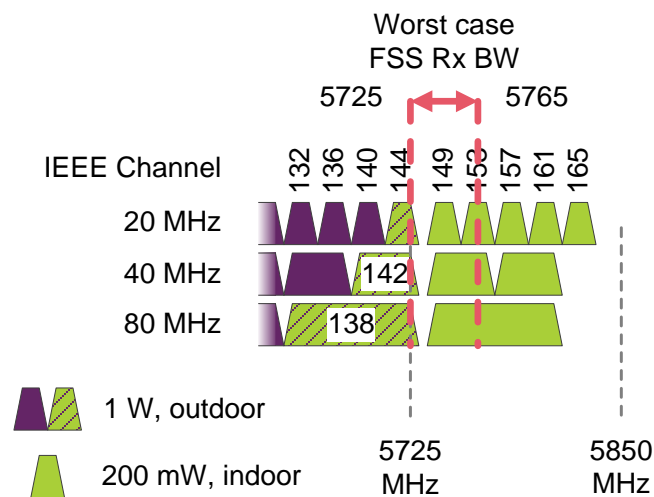 Worst case
FSS Rx BW
5725 5765
IEEE Channel 132 136 140 144 149 153 157 161 165
20 MHz
40 MHz 142
80 MHz 138
1 W, outdoor
200 mW, indoor
5725 5850
MHz MHz